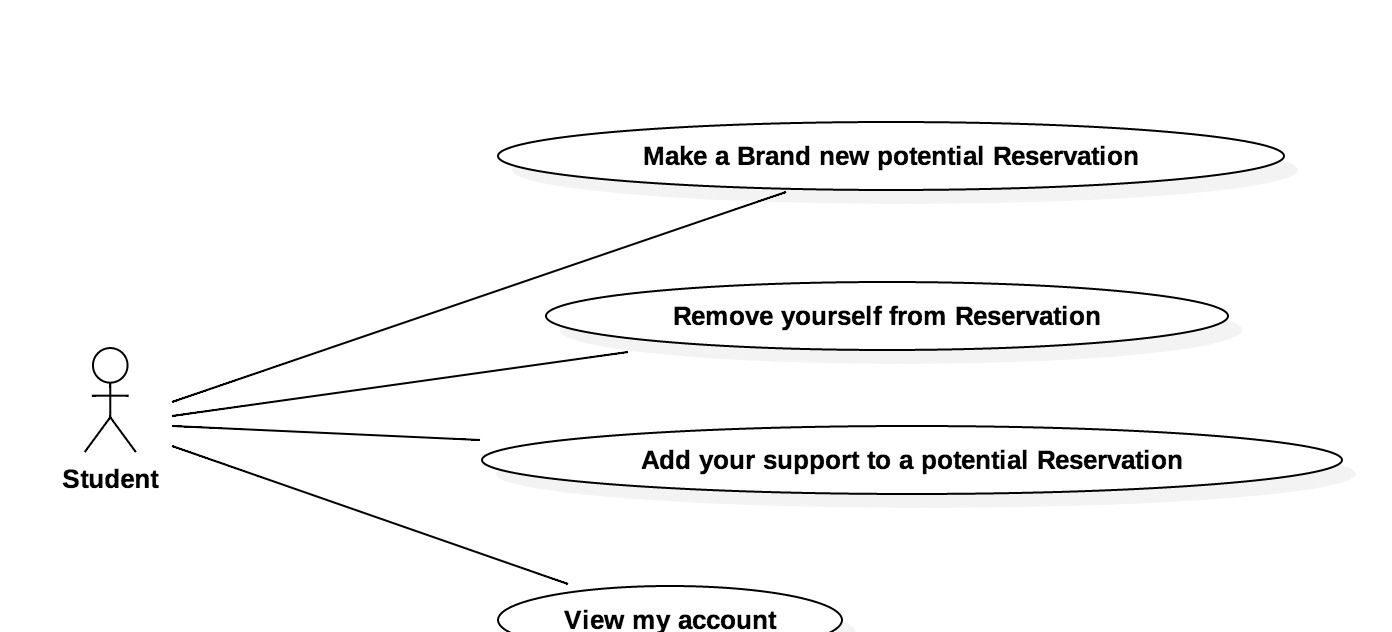 Make a Brand new potential Reservation
Remove yourself from Reservation
Add your support to a potential Reservation
Student
View my account